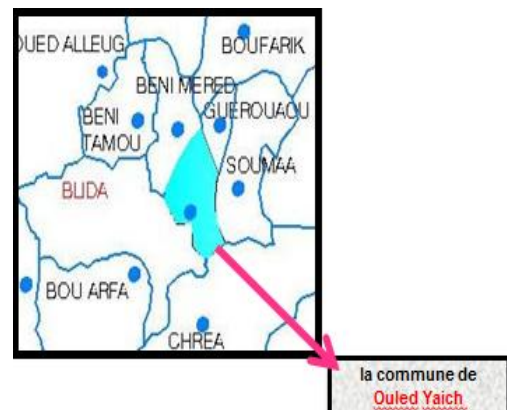 OUED ALLEUG
BOUFARIK
BENI MERED
BENI
TAMOU
GUEROUAOU
SOUMAA
BLIDA
BOU ARFA
CHREA
la commune de
Ouled Yaich